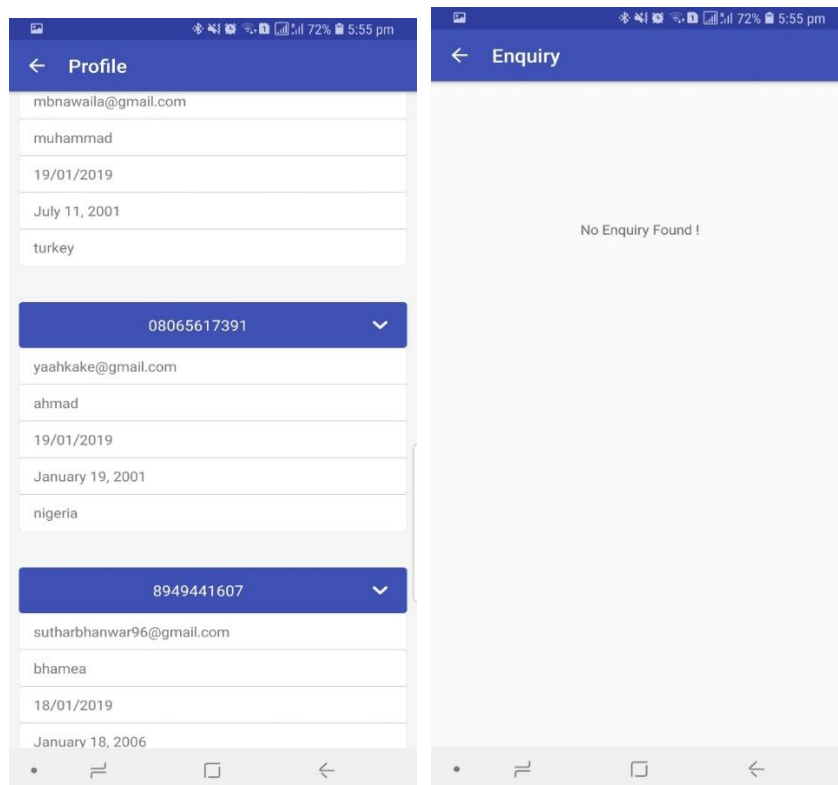 72% 5:55 pm
Profile
mbnawaila@gmail.com
muhammad
19/01/2019
July 11, 2001
turkey
08065617391
yaahkake@gmail.com
ahmad
19/01/2019
January 19, 2001
nigeria
8949441607
sutharbhanwar96@gmail.com
bhamea
18/01/2019
January 18, 2006
72% 5:55 pm
Enquiry
No Enquiry Found !